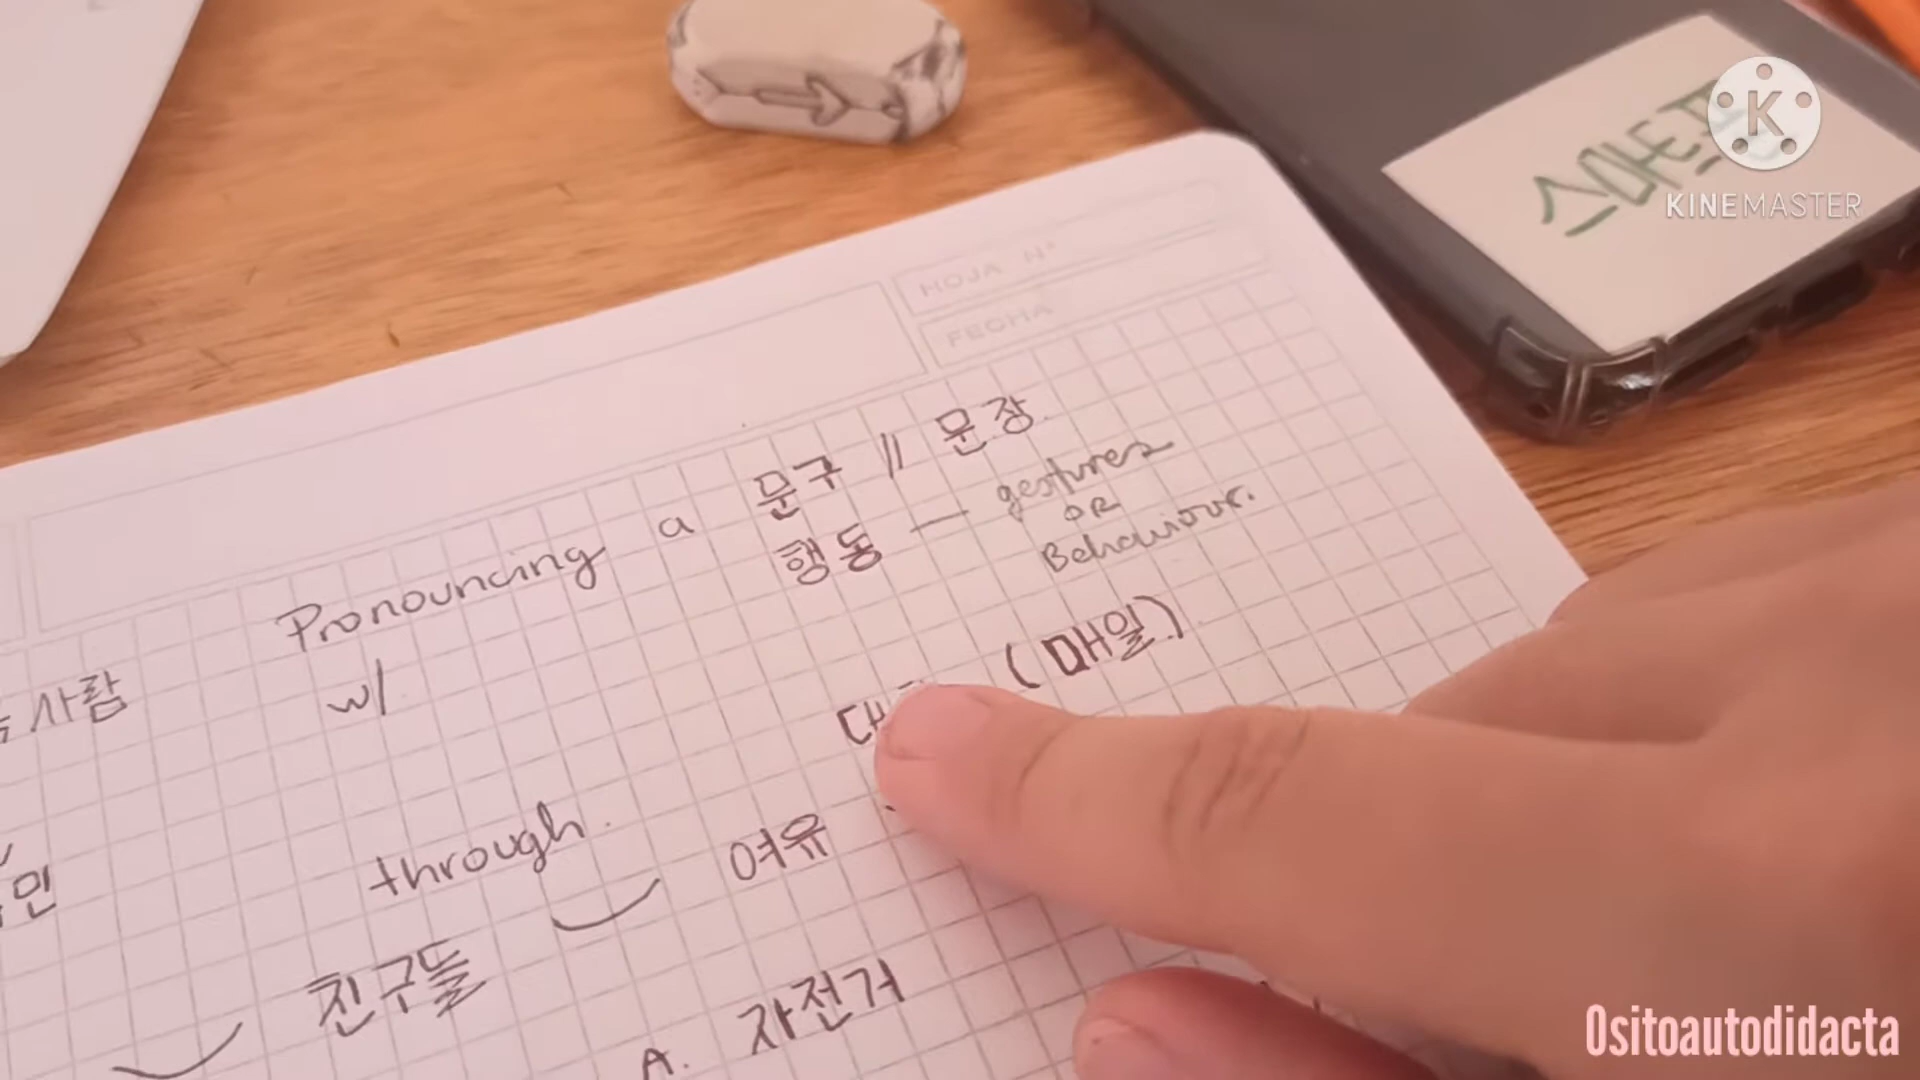 스마트폰
KINEMASTER
HOJA N°
FECHA
Pronouncing a 문구 // 문장
행동 — gestures
OR
Behaviour.
사람
w/
(매일)
through.
여유
친구들
A. 자전거
Ositoautodidacta